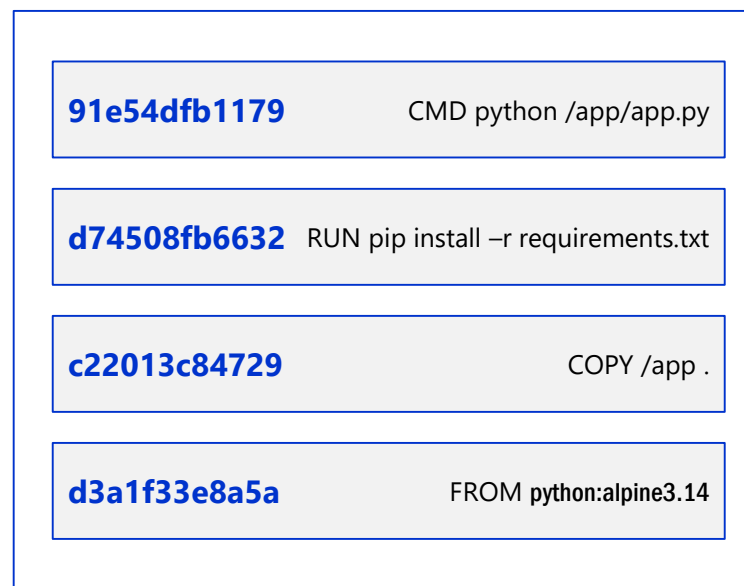 91e54dfb1179 CMD python /app/app.py
d74508fb6632 RUN pip install –r requirements.txt
c22013c84729 COPY /app .
d3a1f33e8a5a FROM python:alpine3.14